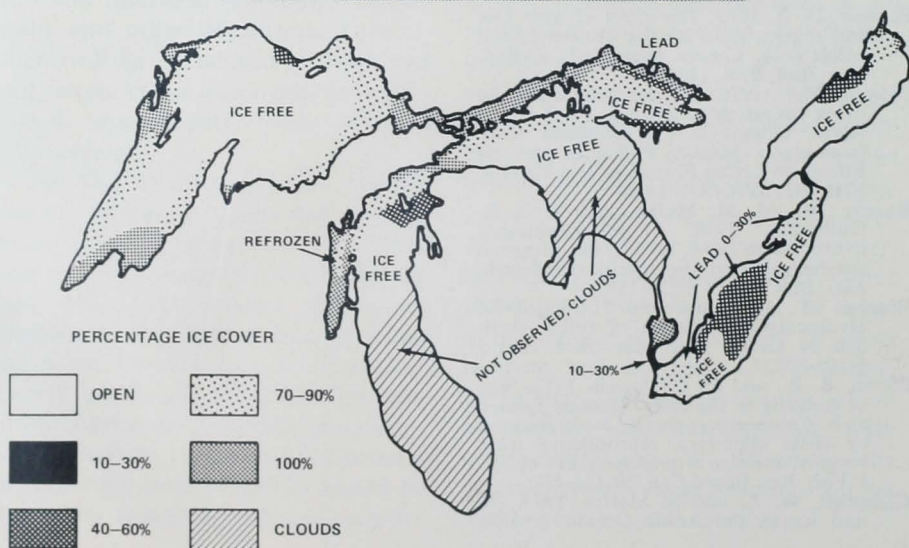 LEAD
ICE FREE
ICE FREE
ICE FREE
ICE FREE
REFROZEN
ICE
FREE
LEAD 0–30%
ICE FREE
NOT OBSERVED, CLOUDS
10–30%
ICE
FREE
PERCENTAGE ICE COVER
OPEN
70–90%
10–30%
100%
40–60%
CLOUDS